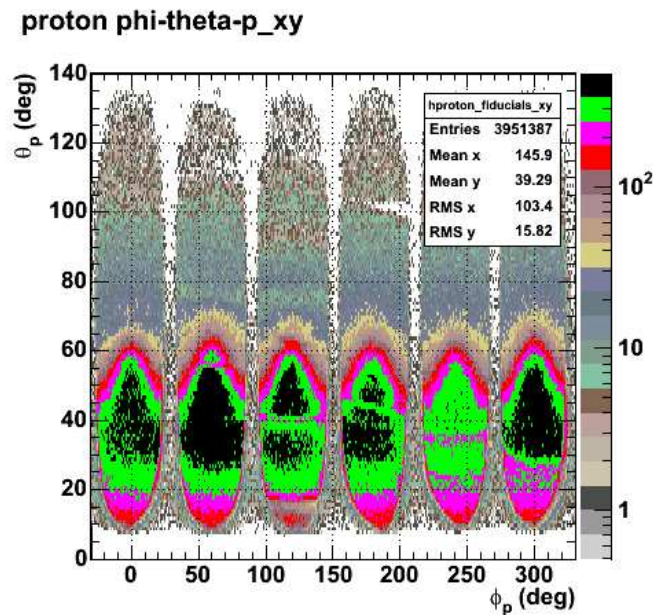 proton phi-theta-p_xy
θp (deg)
140
120
100
80
60
40
20
0
hproton_fiducials_xy
Entries 3951387
Mean x 145.9
Mean y 39.29
RMS x 103.4
RMS y 15.82
10²
10
1
0 50 100 150 200 250 300
ϕp (deg)